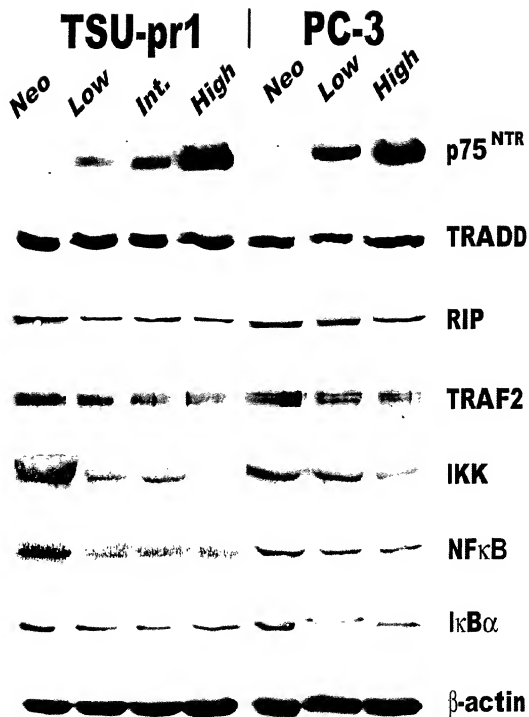 TSU-pr1 | PC-3
Neo Low Int. High Neo Low High
p75 NTR
TRADD
RIP
TRAF2
IKK
NFκB
IκBα
β-actin